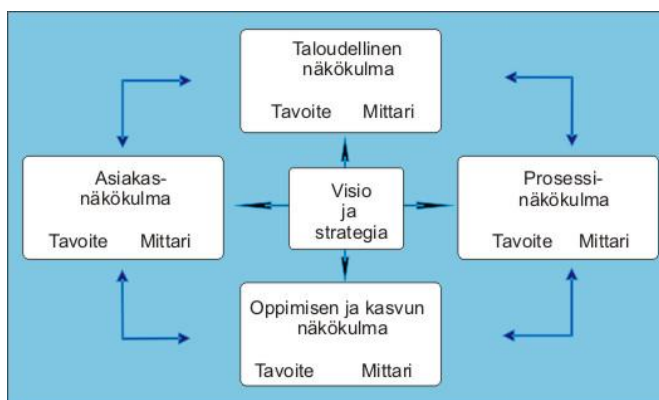 Taloudellinen
näkökulma
Tavoite Mittari
Asiakas-
näkökulma
Tavoite Mittari
Visio
ja
strategia
Prosessi-
näkökulma
Tavoite Mittari
Oppimisen ja kasvun
näkökulma
Tavoite Mittari